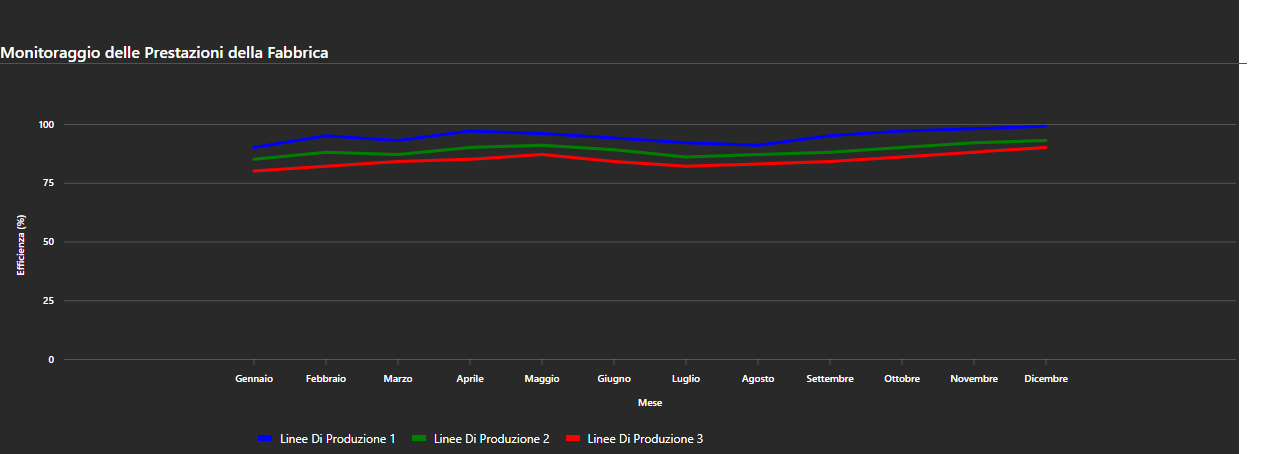 Monitoraggio delle Prestazioni della Fabbrica
100
75
50
25
0
Efficienza (%)
Gennaio Febbraio Marzo Aprile Maggio Giugno Luglio Agosto Settembre Ottobre Novembre Dicembre
Mese
Linee Di Produzione 1 Linee Di Produzione 2 Linee Di Produzione 3